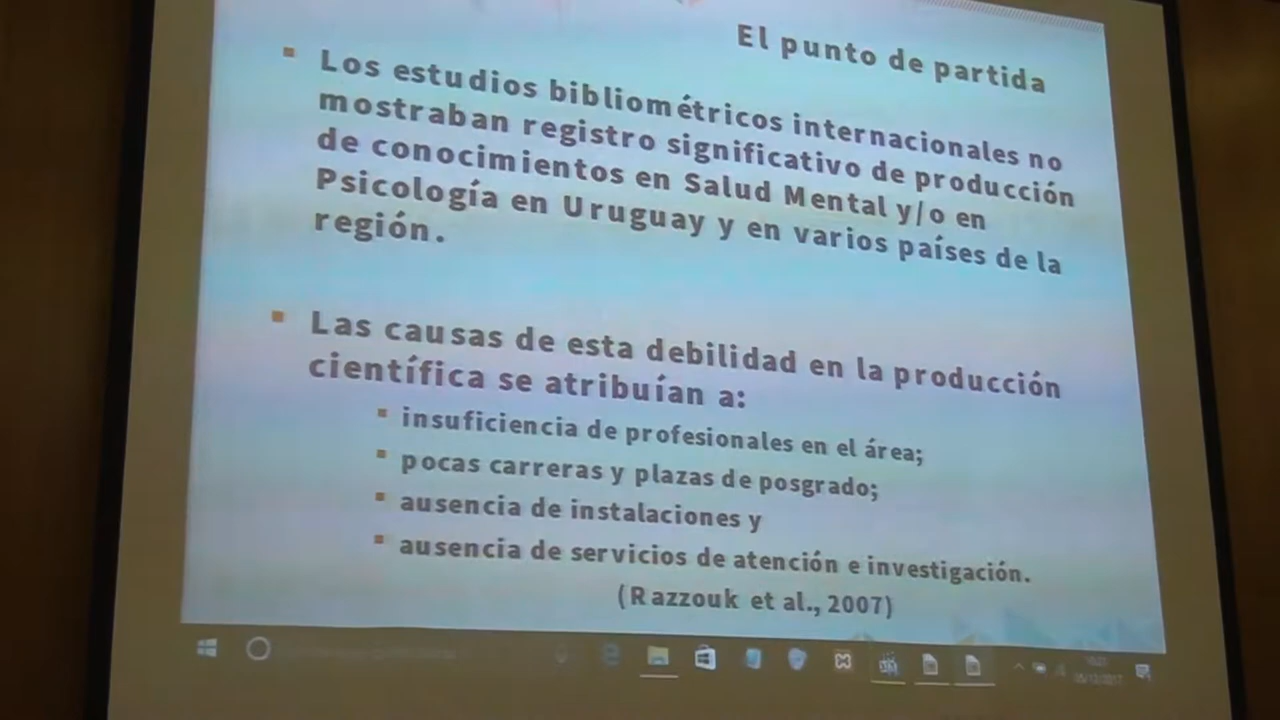 El punto de partida
Los estudios bibliométricos internacionales no
mostraban registro significativo de producción
de conocimientos en Salud Mental y/o en
Psicología en Uruguay y en varios países de la
región.
Las causas de esta debilidad en la producción
científica se atribuían a:
insuficiencia de profesionales en el área;
pocas carreras y plazas de posgrado;
ausencia de instalaciones y
ausencia de servicios de atención e investigación.
(Razzouk et al., 2007)